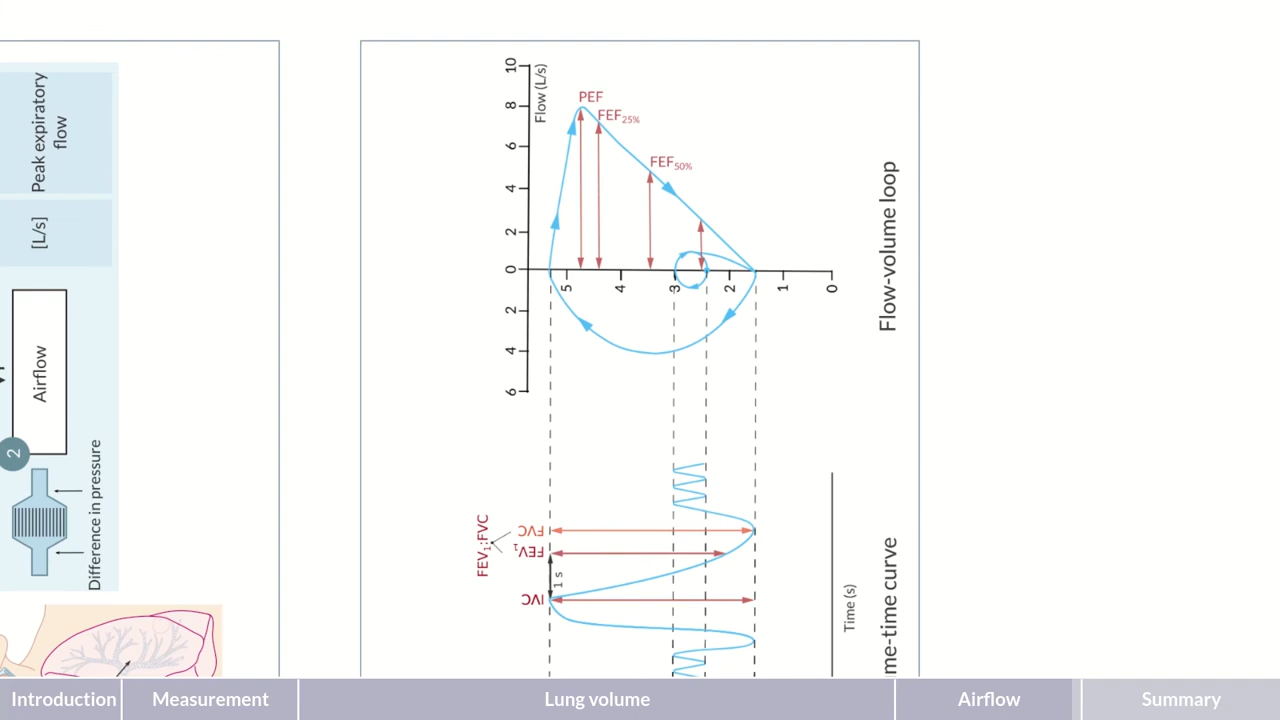 Peak expiratory
flow
[L/s]
Airflow
2
Difference in pressure
10
8
6
4
2
0
2
4
6
Flow (L/s)
PEF
FEF25%
FEF50%
5
4
3
2
1
0
Flow-volume loop
FEV1:FVC
FVC
FEV1
1 s
IVC
Time (s)
me-time curve
Introduction
Measurement
Lung volume
Airflow
Summary